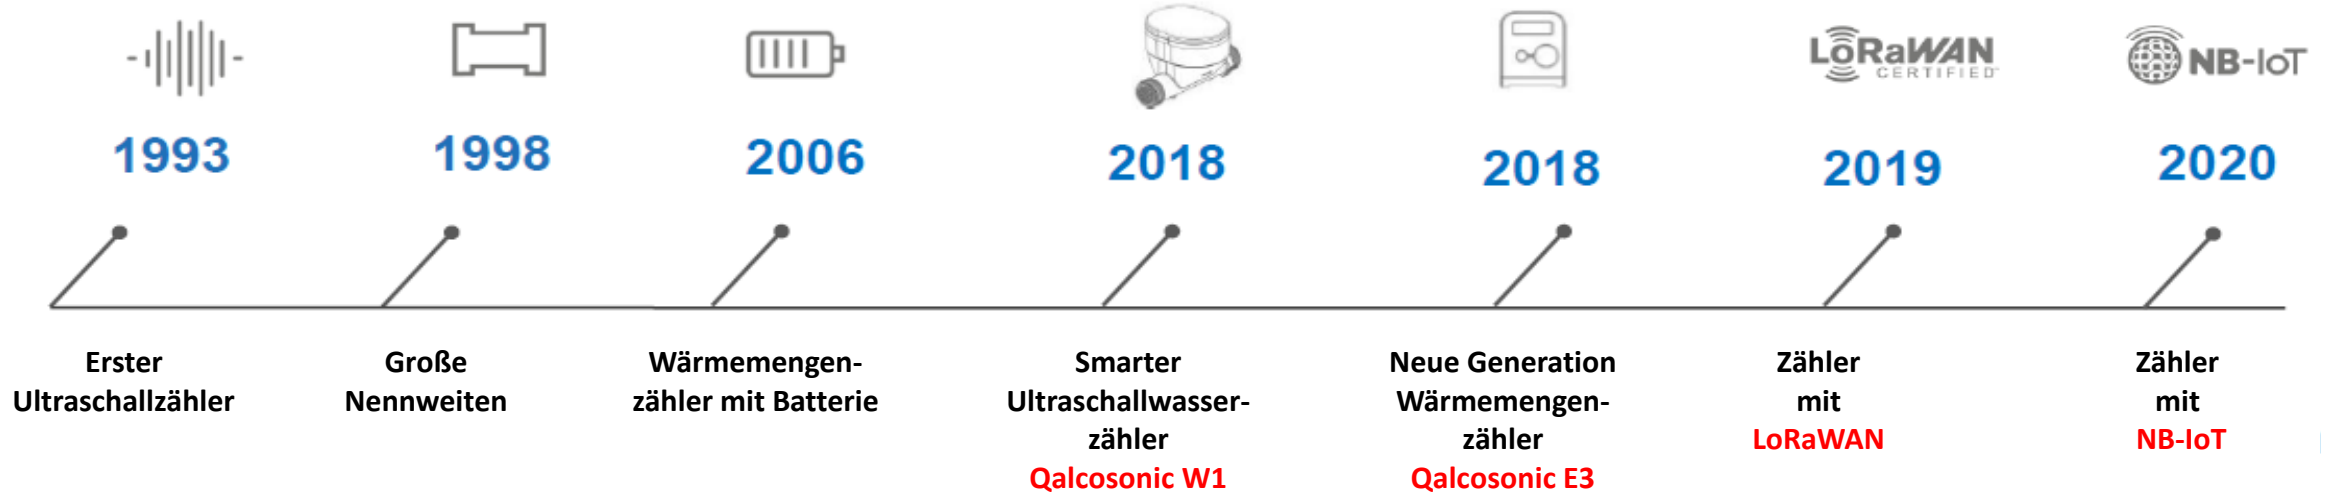 LoRaWAN
CERTIFIED
NB-IoT
1993
1998
2006
2018
2018
2019
2020
Erster
Ultraschallzähler
Große
Nennweiten
Wärmemengen-
zähler mit Batterie
Smarter
Ultraschallwasser-
zähler
Qalcosonic W1
Neue Generation
Wärmemengen-
zähler
Qalcosonic E3
Zähler
mit
LoRaWAN
Zähler
mit
NB-IoT